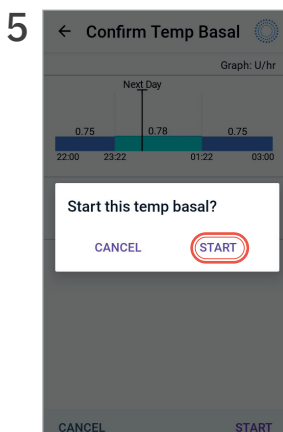 5
Confirm Temp Basal
Graph: U/hr
Next Day
0.75 0.78 0.75
22:00 23:22 01:22 03:00
Start this temp basal?
CANCEL START
CANCEL START